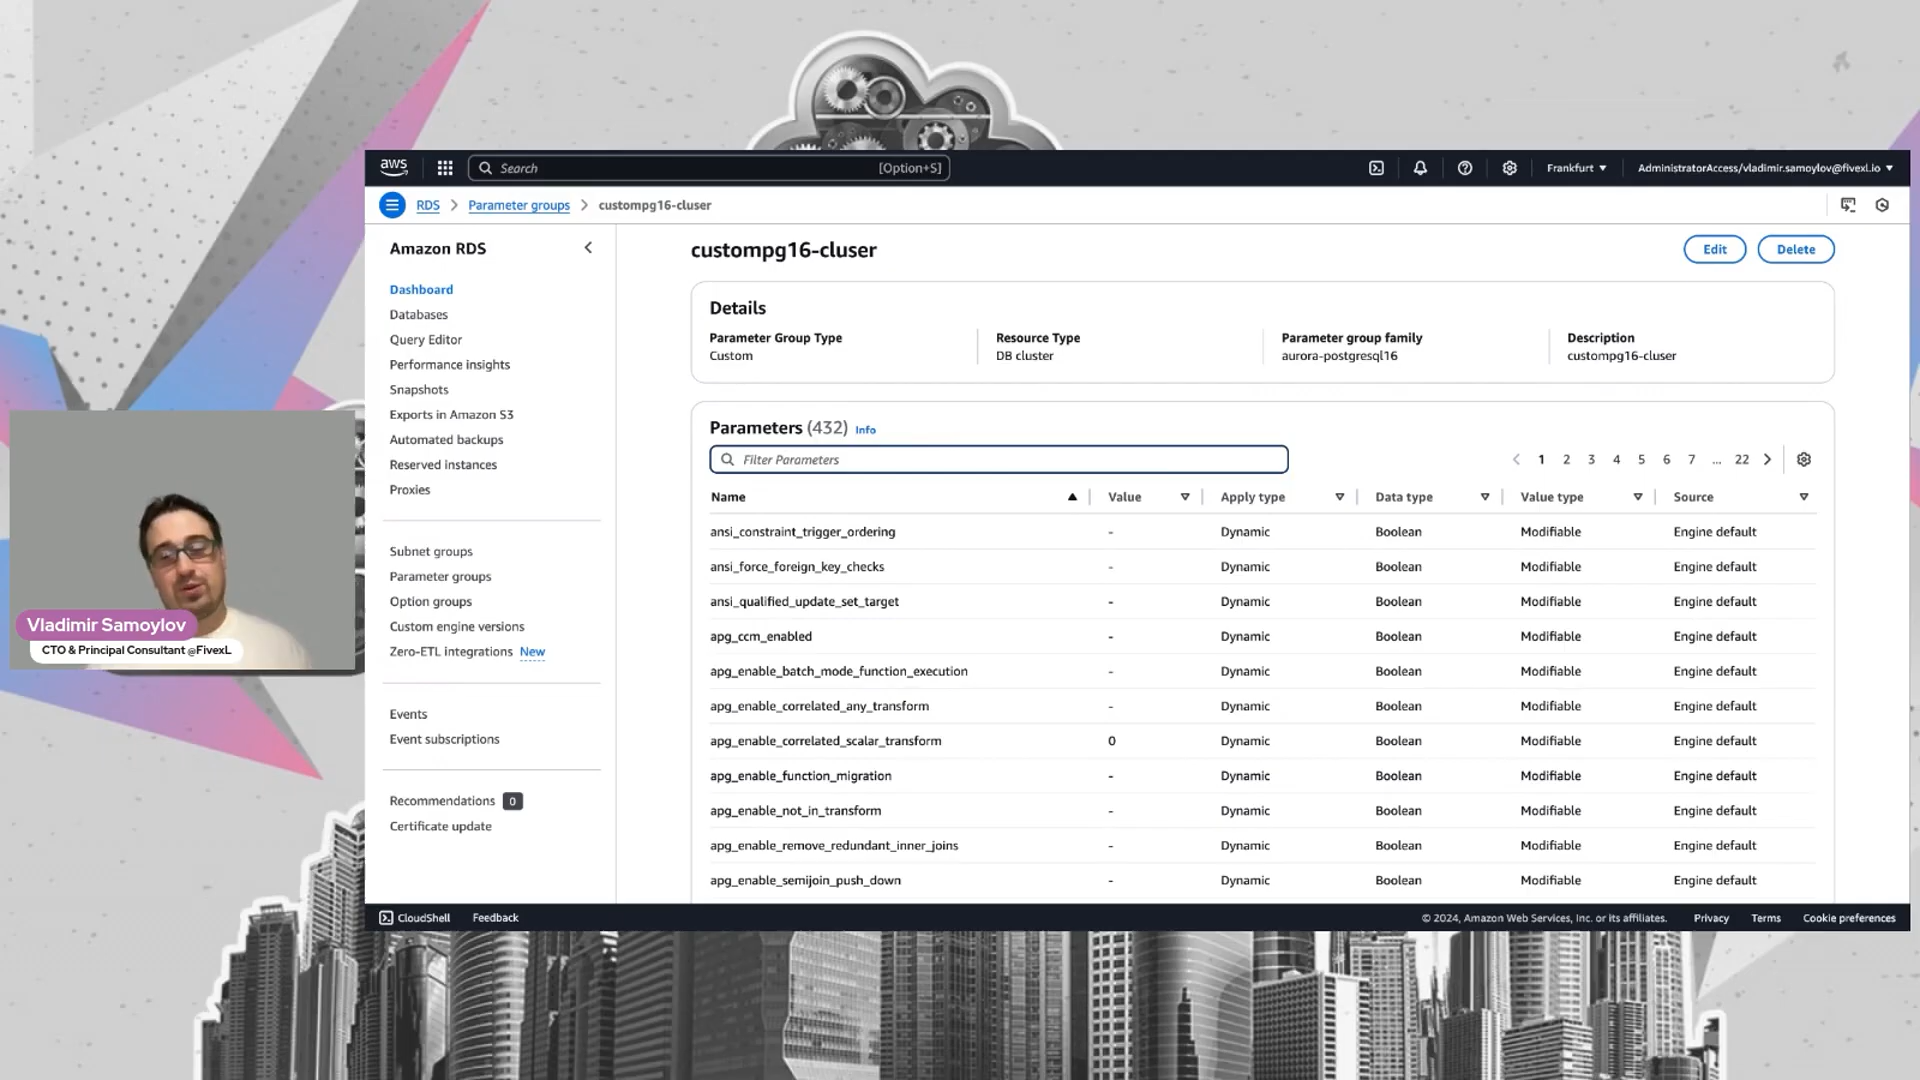 aws
Search [Option+S]
Frankfurt AdministratorAccess/vladimir.samoylov@fivexl.io
RDS Parameter groups custompg16-cluser
Amazon RDS
Dashboard
Databases
Query Editor
Performance insights
Snapshots
Exports in Amazon S3
Automated backups
Reserved instances
Proxies
Subnet groups
Parameter groups
Option groups
Custom engine versions
Zero-ETL integrations New
Events
Event subscriptions
Recommendations 0
Certificate update
custompg16-cluser
Edit Delete
Details
Parameter Group Type
Custom
Resource Type
DB cluster
Parameter group family
aurora-postgresql16
Description
custompg16-cluser
Parameters (432) Info
Filter Parameters
1 2 3 4 5 6 7 ... 22
Name Value Apply type Data type Value type Source
ansi_constraint_trigger_ordering - Dynamic Boolean Modifiable Engine default
ansi_force_foreign_key_checks - Dynamic Boolean Modifiable Engine default
ansi_qualified_update_set_target - Dynamic Boolean Modifiable Engine default
apg_ccm_enabled - Dynamic Boolean Modifiable Engine default
apg_enable_batch_mode_function_execution - Dynamic Boolean Modifiable Engine default
apg_enable_correlated_any_transform - Dynamic Boolean Modifiable Engine default
apg_enable_correlated_scalar_transform 0 Dynamic Boolean Modifiable Engine default
apg_enable_function_migration - Dynamic Boolean Modifiable Engine default
apg_enable_not_in_transform - Dynamic Boolean Modifiable Engine default
apg_enable_remove_redundant_inner_joins - Dynamic Boolean Modifiable Engine default
apg_enable_semijoin_push_down - Dynamic Boolean Modifiable Engine default
CloudShell Feedback
© 2024, Amazon Web Services, Inc. or its affiliates. Privacy Terms Cookie preferences
Vladimir Samoylov
CTO & Principal Consultant @FivexL